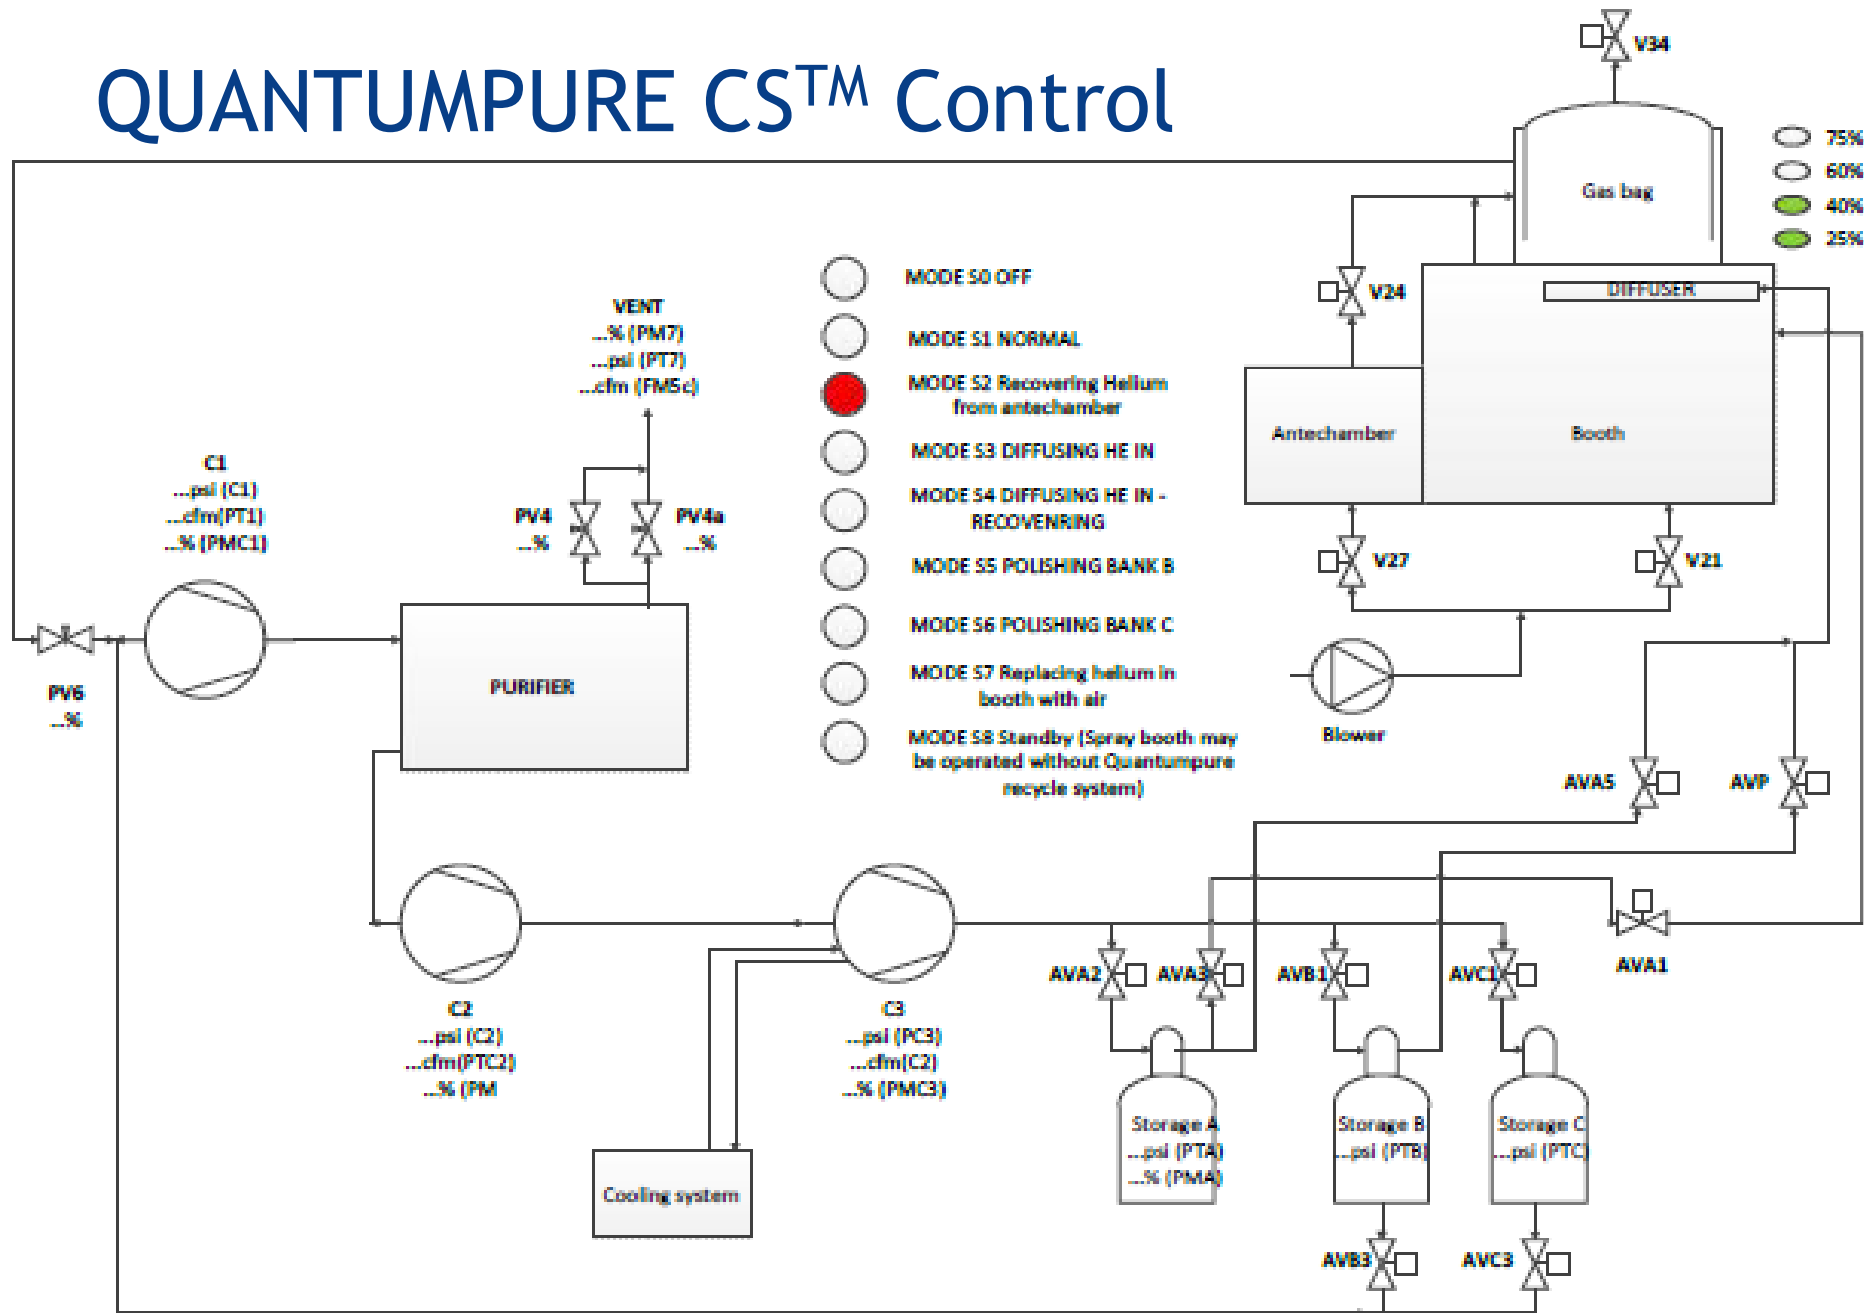 QUANTUMPURE CS™ Control
V34
75%
60%
40%
25%
Gas bag
DIFFUSER
V24
Antechamber
Booth
V27
V21
Blower
VENT
...% (PM7)
...psi (PT7)
...cfm (FM5c)
PV4
...%
PV4a
...%
C1
...psi (C1)
...cfm(PT1)
...% (PMC1)
PV6
...%
PURIFIER
MODE S0 OFF
MODE S1 NORMAL
MODE S2 Recovering Helium
from antechamber
MODE S3 DIFFUSING HE IN
MODE S4 DIFFUSING HE IN -
RECOVENRING
MODE S5 POLISHING BANK B
MODE S6 POLISHING BANK C
MODE S7 Replacing helium in
booth with air
MODE S8 Standby (Spray booth may
be operated without Quantumpure
recycle system)
AVA5
AVP
C2
...psi (C2)
...cfm(PTC2)
...% (PM
C3
...psi (PC3)
...cfm(C2)
...% (PMC3)
Cooling system
AVA2
AVA3
AVB1
AVC1
AVA1
Storage A
...psi (PTA)
...% (PMA)
Storage B
...psi (PTB)
Storage C
...psi (PTC)
AVB3
AVC3